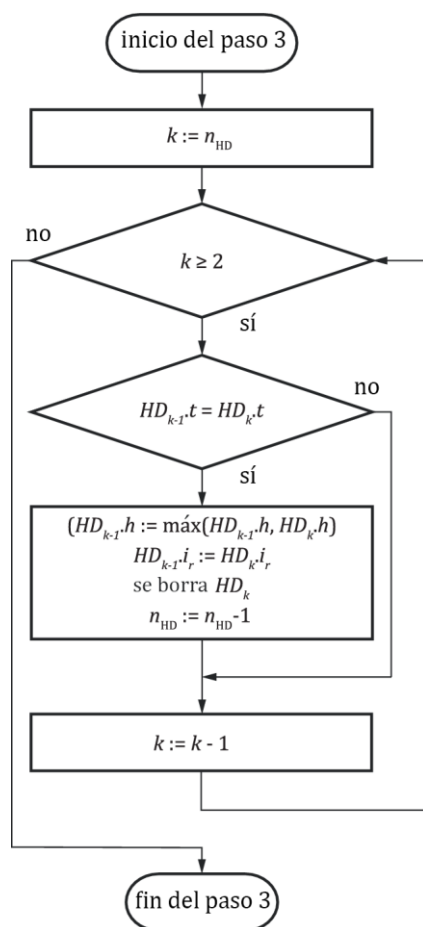 inicio del paso 3
k := n_HD
no
k ≥ 2
sí
no
HD_k-1.t = HD_k.t
sí
(HD_k-1.h := máx(HD_k-1.h, HD_k.h)
HD_k-1.i_r := HD_k.i_r
se borra HD_k
n_HD := n_HD-1
k := k - 1
fin del paso 3